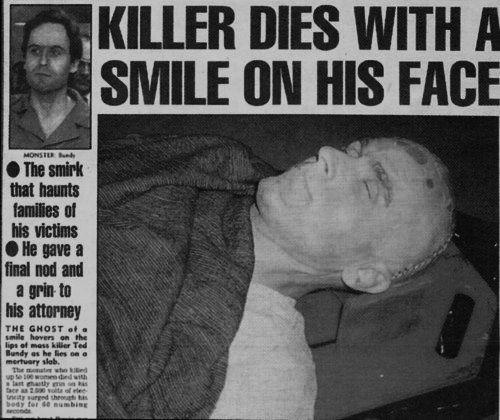 KILLER DIES WITH A
SMILE ON HIS FACE
MONSTER: Bundy
● The smirk
that haunts
families of
his victims
● He gave a
final nod and
a grin to
his attorney
THE GHOST of a
smile hovers on the
lips of mass killer Ted
Bundy as he lies on a
mortuary slab.
The monster who killed
up to 100 women died with
a last ghastly grin on his
face as 2,000 volts of elec-
tricity surged through his
body for 60 numbing
seconds.